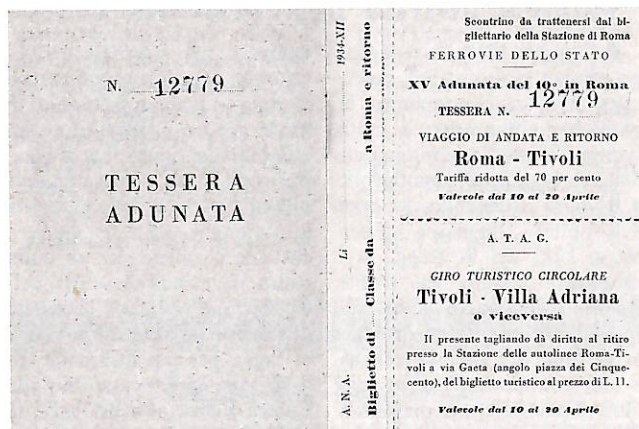 N. 12779
TESSERA
ADUNATA
A. N. A. Li 1934-XII
Biglietto di Classe da a Roma e ritorno
Scontrino da trattenersi dal bi-
gliettario della Stazione di Roma
FERROVIE DELLO STATO
XV Adunata del 10° in Roma
TESSERA N. 12779
VIAGGIO DI ANDATA E RITORNO
Roma - Tivoli
Tariffa ridotta del 70 per cento
Valevole dal 10 al 20 Aprile
A. T. A. G.
GIRO TURISTICO CIRCOLARE
Tivoli - Villa Adriana
o viceversa
Il presente tagliando dà diritto al ritiro
presso la Stazione delle autolinee Roma-Ti-
voli a via Gaeta (angolo piazza dei Cinque-
cento), del biglietto turistico al prezzo di L. 11.
Valevole dal 10 al 20 Aprile